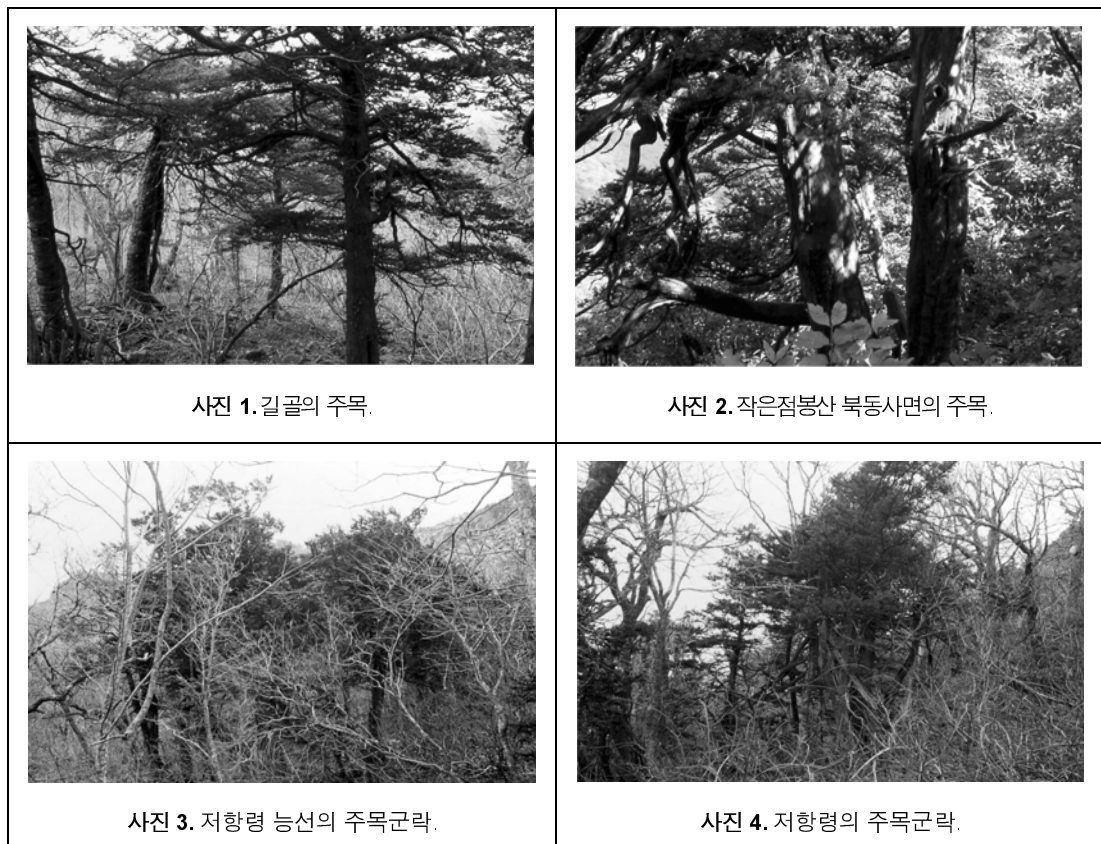 사진 1. 길골의 주목.
사진 2. 작은점봉산 북동사면의 주목.
사진 3. 저항령 능선의 주목군락.
사진 4. 저항령의 주목군락.